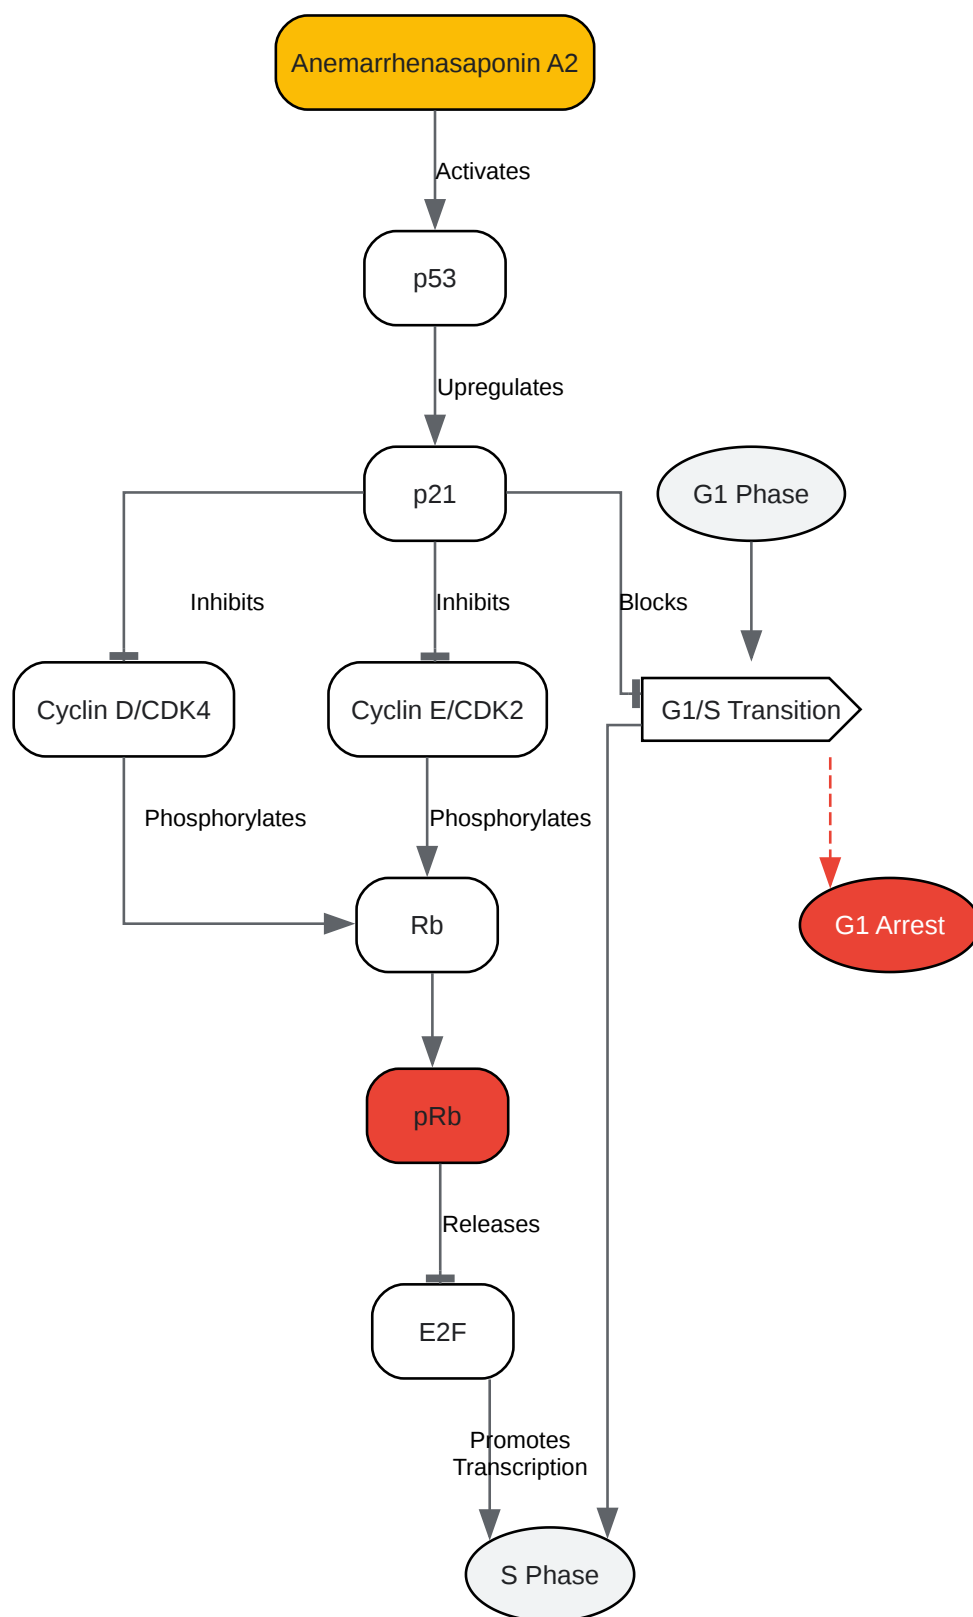 Anemarrhenasaponin A2
Activates
p53
Upregulates
p21
G1 Phase
Inhibits
Inhibits
Blocks
Cyclin D/CDK4
Cyclin E/CDK2
G1/S Transition
Phosphorylates
Phosphorylates
Rb
G1 Arrest
pRb
Releases
E2F
Promotes
Transcription
S Phase